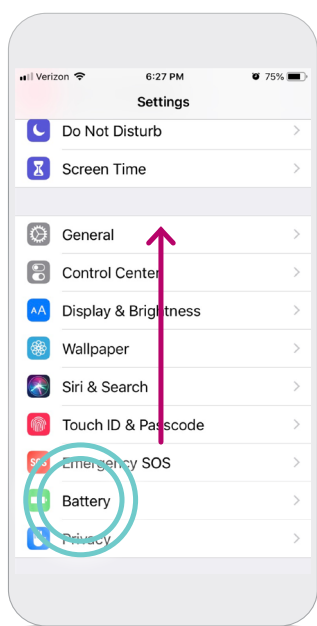 Verizon 6:27 PM 75%
Settings
Do Not Disturb
Screen Time
General
Control Center
AA Display & Brightness
Wallpaper
Siri & Search
Touch ID & Passcode
SOS Emergency SOS
Battery
Privacy